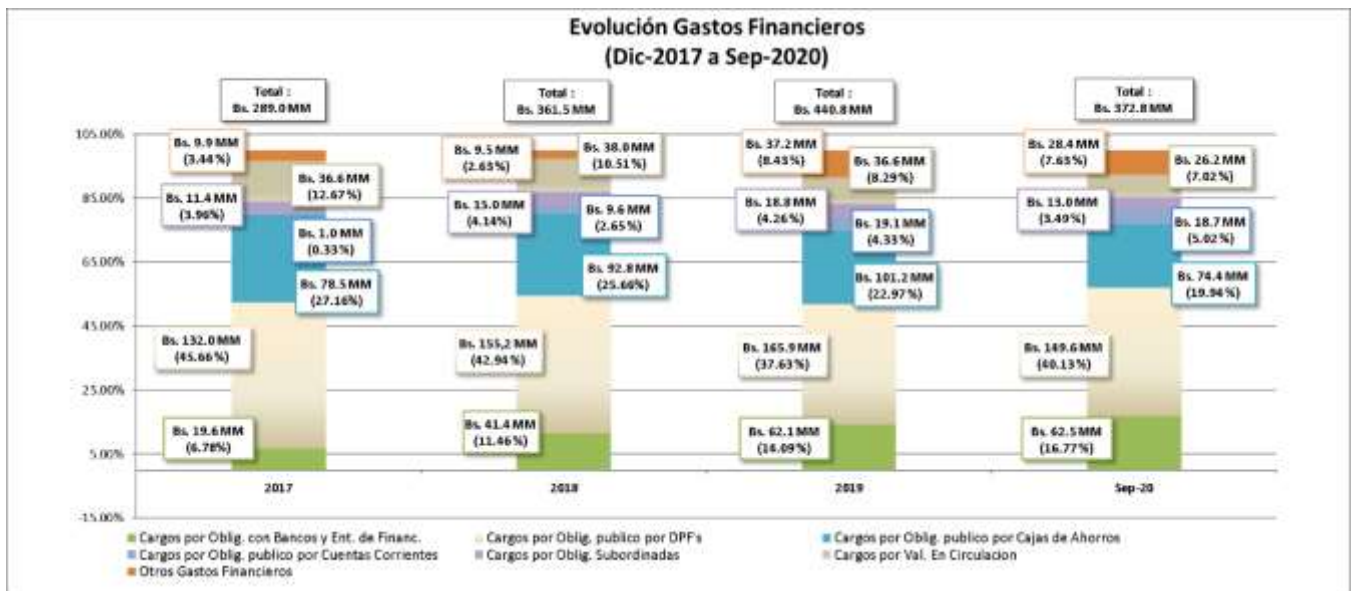 Evolución Gastos Financieros
(Dic-2017 a Sep-2020)
Total :
Bs. 289.0 MM
Total :
Bs. 361.5 MM
Total :
Bs. 440.8 MM
Total :
Bs. 372.8 MM
105.00%
85.00%
65.00%
45.00%
25.00%
5.00%
-15.00%
Bs. 9.9 MM
(3.44%)
Bs. 36.6 MM
(12.67%)
Bs. 11.4 MM
(3.96%)
Bs. 1.0 MM
(0.33%)
Bs. 78.5 MM
(27.16%)
Bs. 132.0 MM
(45.66%)
Bs. 19.6 MM
(6.78%)
Bs. 9.5 MM
(2.63%)
Bs. 38.0 MM
(10.51%)
Bs. 15.0 MM
(4.14%)
Bs. 9.6 MM
(2.65%)
Bs. 92.8 MM
(25.66%)
Bs. 155,2 MM
(42.94%)
Bs. 41.4 MM
(11.46%)
Bs. 37.2 MM
(8.43%)
Bs. 36.6 MM
(8.29%)
Bs. 18.8 MM
(4.26%)
Bs. 19.1 MM
(4.33%)
Bs. 101.2 MM
(22.97%)
Bs. 165.9 MM
(37.63%)
Bs. 62.1 MM
(14.09%)
Bs. 28.4 MM
(7.63%)
Bs. 26.2 MM
(7.02%)
Bs. 13.0 MM
(3.49%)
Bs. 18.7 MM
(5.02%)
Bs. 74.4 MM
(19.94%)
Bs. 149.6 MM
(40.13%)
Bs. 62.5 MM
(16.77%)
2017
2018
2019
Sep-20
Cargos por Oblig. con Bancos y Ent. de Financ.
Cargos por Oblig. publico por DPF's
Cargos por Oblig. publico por Cajas de Ahorros
Cargos por Oblig. publico por Cuentas Corrientes
Cargos por Oblig. Subordinadas
Cargos por Val. En Circulacion
Otros Gastos Financieros